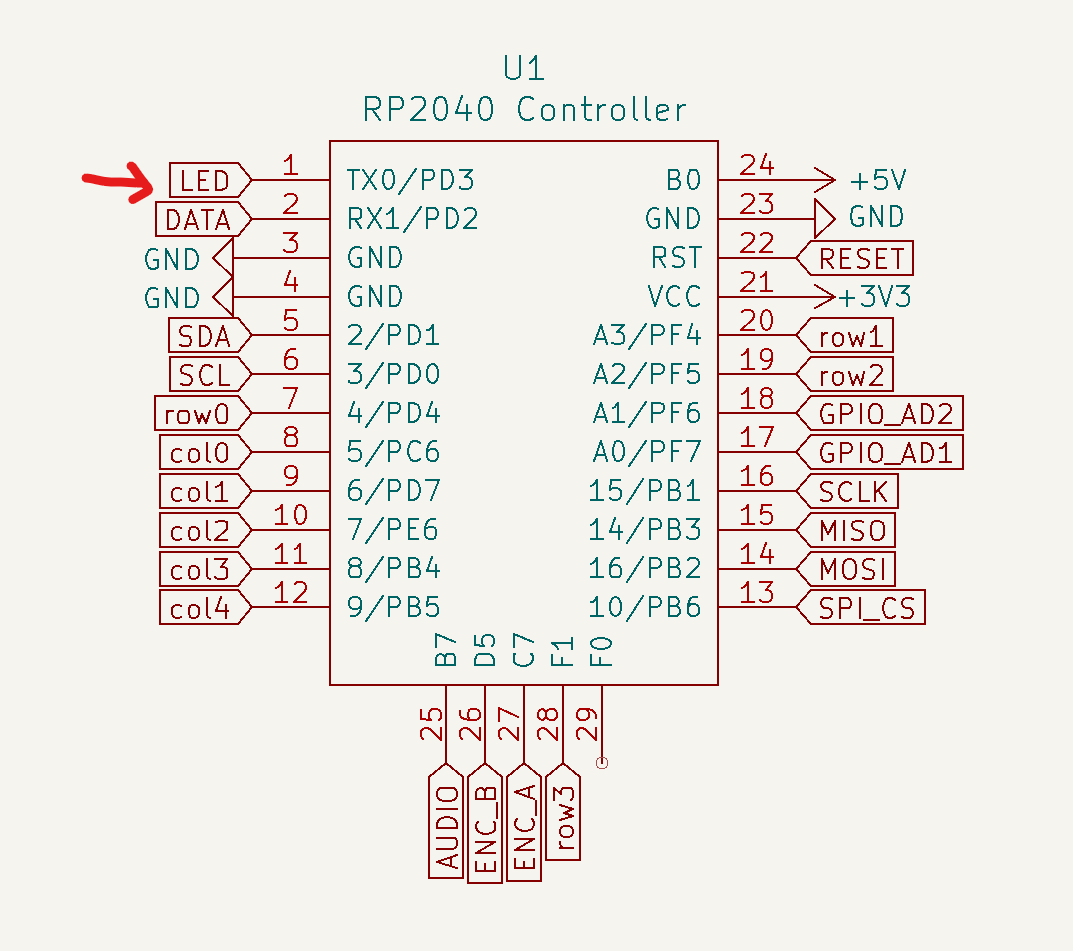 U1
RP2040 Controller
LED 1 TX0/PD3 B0 24 +5V
DATA 2 RX1/PD2 GND 23 GND
GND 3 GND RST 22 RESET
GND 4 GND VCC 21 +3V3
SDA 5 2/PD1 A3/PF4 20 row1
SCL 6 3/PD0 A2/PF5 19 row2
row0 7 4/PD4 A1/PF6 18 GPIO_AD2
col0 8 5/PC6 A0/PF7 17 GPIO_AD1
col1 9 6/PD7 15/PB1 16 SCLK
col2 10 7/PE6 14/PB3 15 MISO
col3 11 8/PB4 16/PB2 14 MOSI
col4 12 9/PB5 10/PB6 13 SPI_CS
B7 D5 C7 F1 F0
25 26 27 28 29
AUDIO ENC_B ENC_A row3